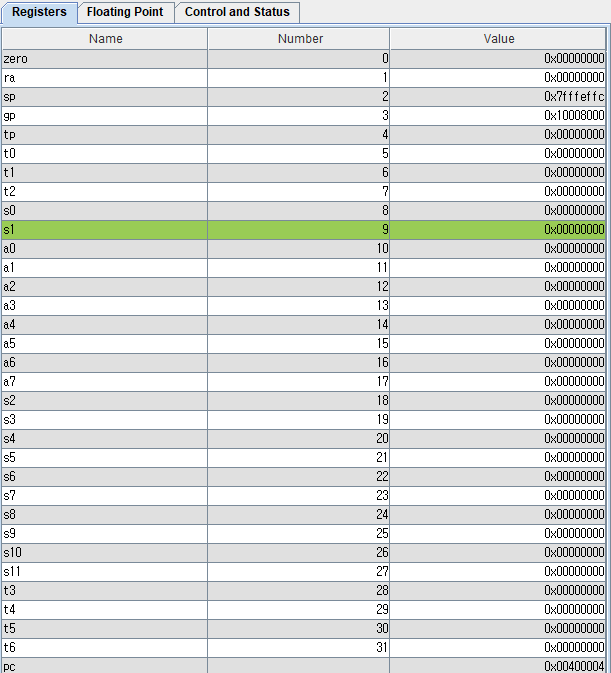 Registers Floating Point Control and Status
Name Number Value
zero 0 0x00000000
ra 1 0x00000000
sp 2 0x7fffeffc
gp 3 0x10008000
tp 4 0x00000000
t0 5 0x00000000
t1 6 0x00000000
t2 7 0x00000000
s0 8 0x00000000
s1 9 0x00000000
a0 10 0x00000000
a1 11 0x00000000
a2 12 0x00000000
a3 13 0x00000000
a4 14 0x00000000
a5 15 0x00000000
a6 16 0x00000000
a7 17 0x00000000
s2 18 0x00000000
s3 19 0x00000000
s4 20 0x00000000
s5 21 0x00000000
s6 22 0x00000000
s7 23 0x00000000
s8 24 0x00000000
s9 25 0x00000000
s10 26 0x00000000
s11 27 0x00000000
t3 28 0x00000000
t4 29 0x00000000
t5 30 0x00000000
t6 31 0x00000000
pc 0x00400004